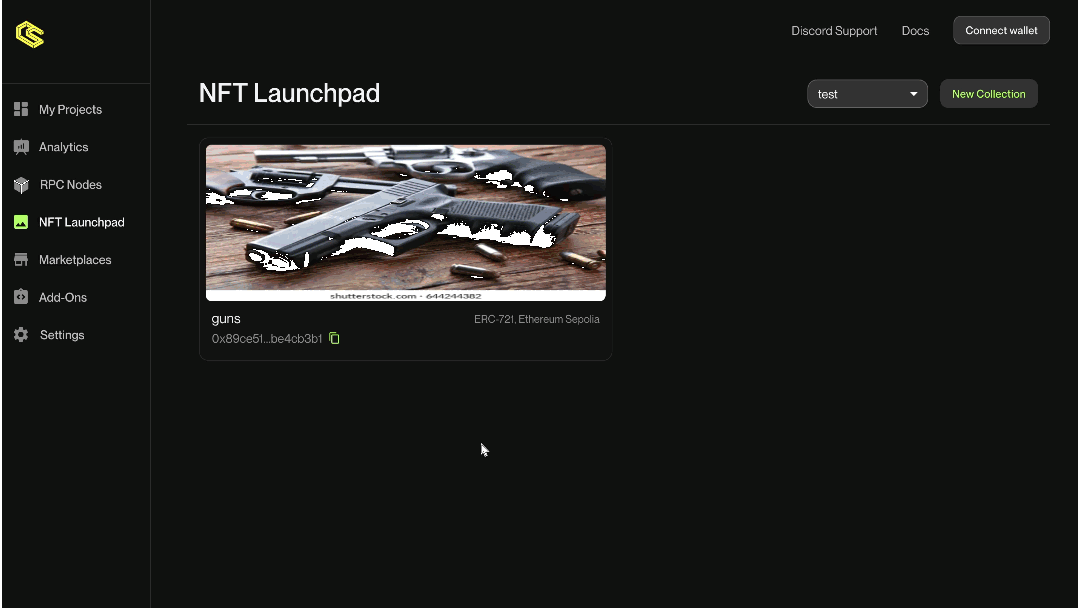 Discord Support
Docs
Connect wallet
NFT Launchpad
test
New Collection
My Projects
Analytics
RPC Nodes
NFT Launchpad
Marketplaces
Add-Ons
Settings
shutterstock.com - 644244382
guns
ERC-721, Ethereum Sepolia
0x89ce51...be4cb3b1